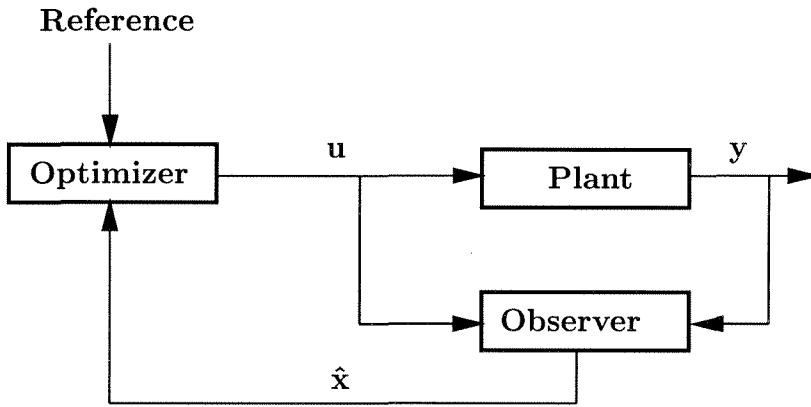 Reference
u
y
Optimizer
Plant
Observer
x̂